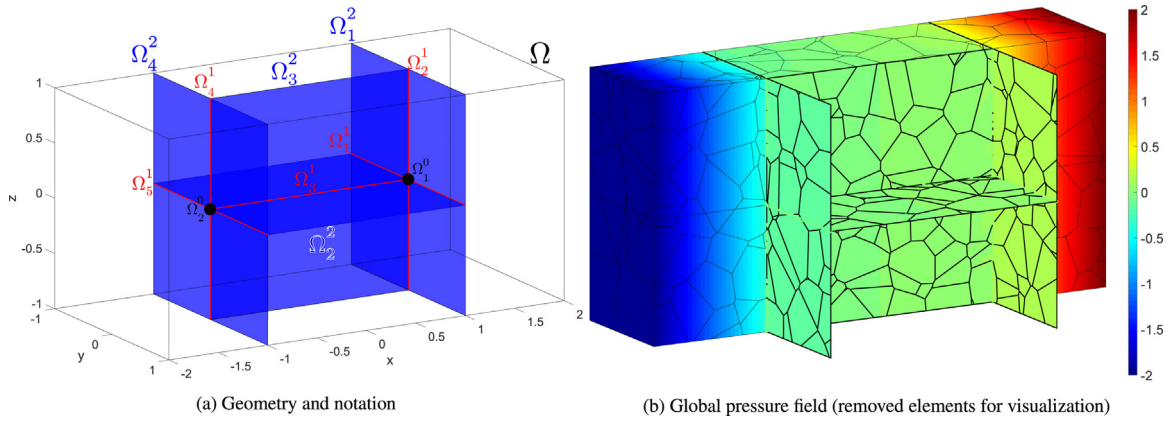 Ω₄²
Ω₁²
Ω₃²
Ω₄¹
Ω₂¹
Ω
1
0.5
z
0
-0.5
-1
Ω₁¹
Ω₅¹
Ω₃¹
Ω₁⁰
Ω₂⁰
Ω₂²
-1
y
0
1
-2
-1.5
-1
-0.5
x
0
0.5
1
1.5
2
(a) Geometry and notation
2
1.5
1
0.5
0
-0.5
-1
-1.5
-2
(b) Global pressure field (removed elements for visualization)